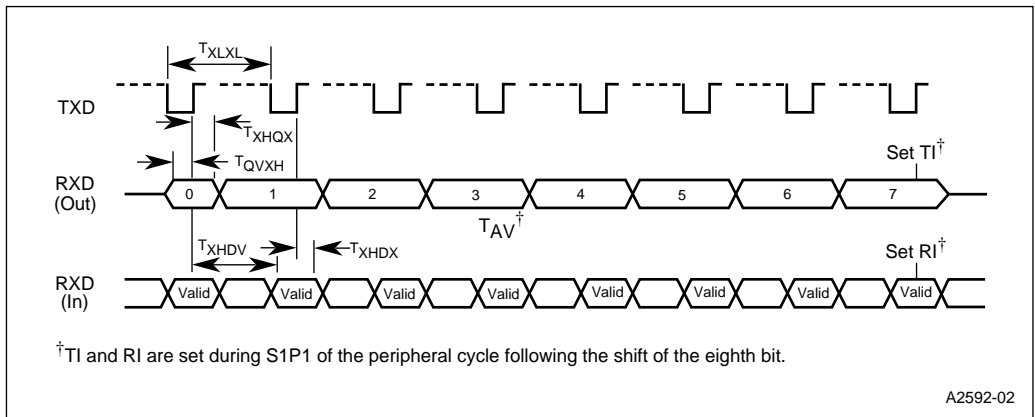 TXLXL
TXD
TXHQX
TQVXH
Set TI†
RXD
(Out)
0 1 2 3 4 5 6 7
TAV†
TXHDV
TXHDX
Set RI†
RXD
(In)
Valid Valid Valid Valid Valid Valid Valid Valid
†TI and RI are set during S1P1 of the peripheral cycle following the shift of the eighth bit.
A2592-02